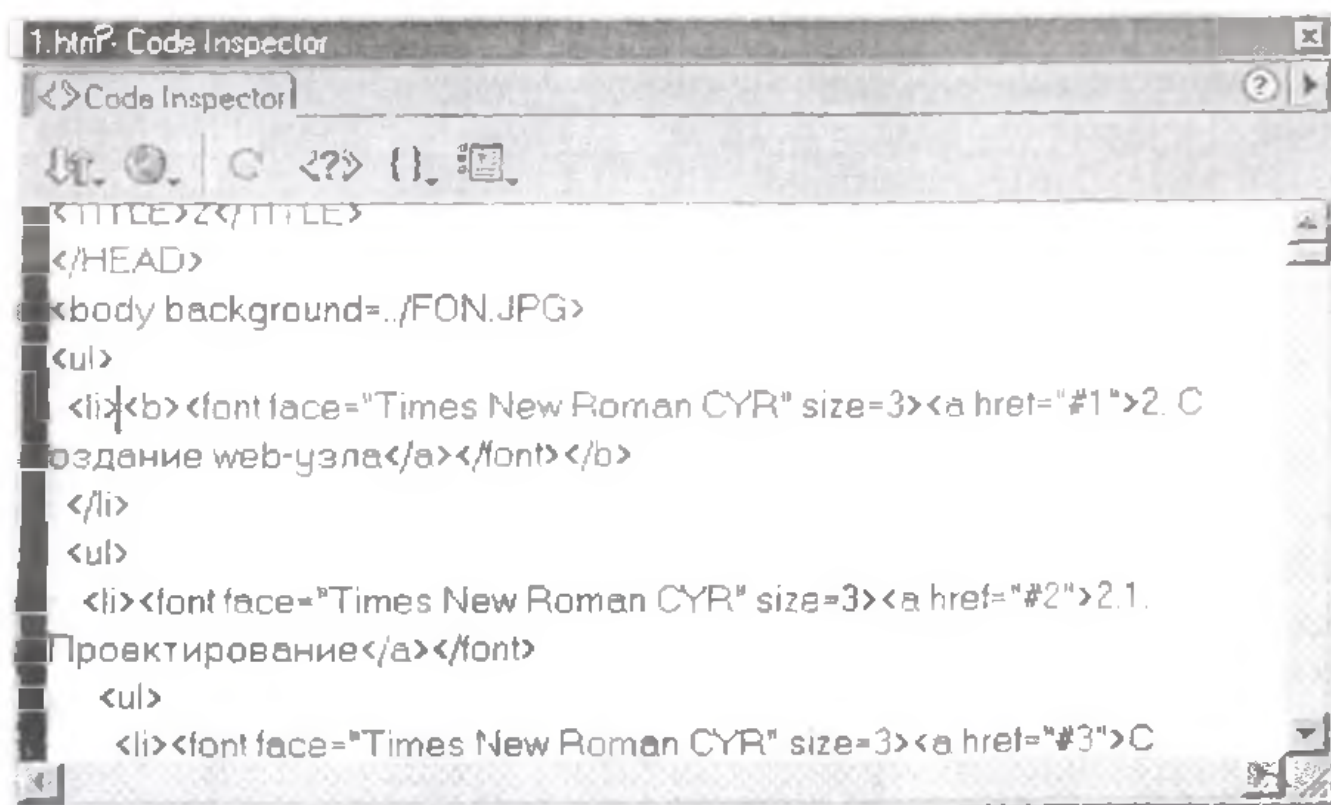 1.htm - Code Inspector
<>Code Inspector
<?> { }
<TITLE>2</TITLE>
</HEAD>
<body background=../FON.JPG>
<ul>
<li><b><font face="Times New Roman CYR" size=3><a href="#1">2. С
оздание web-узла</a></font></b>
</li>
<ul>
<li><font face="Times New Roman CYR" size=3><a href="#2">2.1.
Проектирование</a></font>
<ul>
<li><font face="Times New Roman CYR" size=3><a href="#3">С